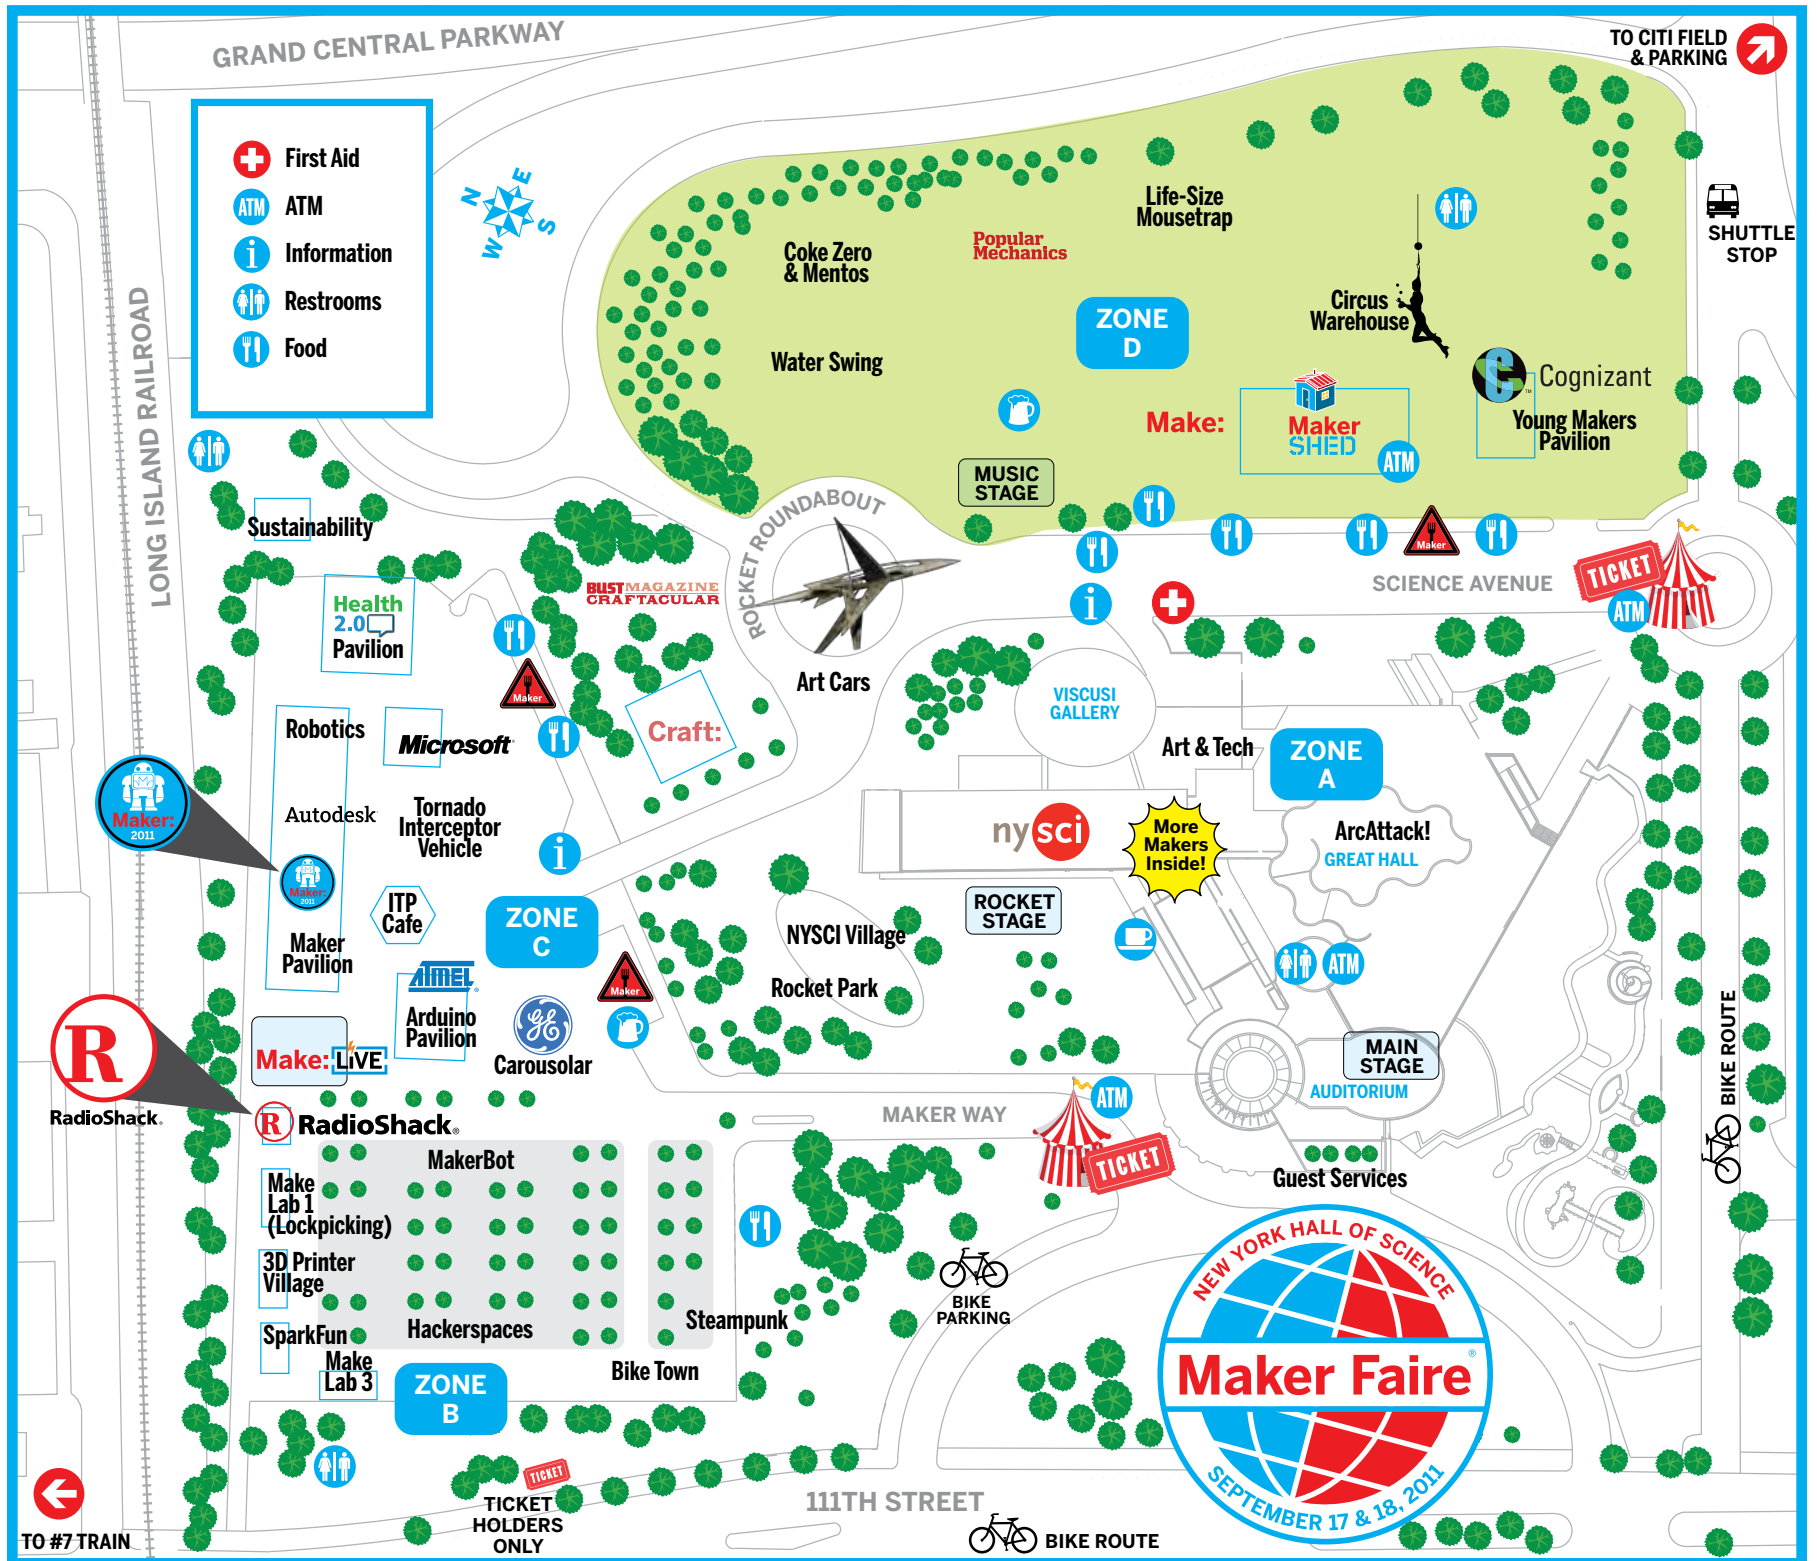 GRAND CENTRAL PARKWAY
TO CITI FIELD
& PARKING
First Aid
ATM
ATM
i
Information
Restrooms
Food
N
E
S
W
LONG ISLAND RAILROAD
SHUTTLE
STOP
Life-Size
Mousetrap
Popular
Mechanics
Coke Zero
& Mentos
Water Swing
ZONE
D
Circus
Warehouse
C
Cognizant
TM
Young Makers
Pavilion
Make:
Maker
SHED
ATM
MUSIC
STAGE
ROCKET ROUNDABOUT
Art Cars
Maker
SCIENCE AVENUE
TICKET
ATM
i
Sustainability
BUST MAGAZINE
CRAFTACULAR
Health
2.0
Pavilion
Maker
Craft:
Robotics
Microsoft
Maker:
2011
Autodesk
Tornado
Interceptor
Vehicle
i
Maker:
2011
ITP
Cafe
ZONE
C
Maker
Pavilion
ATMEL
Arduino
Pavilion
GE
Carousolar
Maker
VISCUSI
GALLERY
Art & Tech
ZONE
A
nysci
More
Makers
Inside!
ArcAttack!
GREAT HALL
ROCKET
STAGE
NYSCI Village
Rocket Park
ATM
MAIN
STAGE
AUDITORIUM
BIKE ROUTE
R
RadioShack®
Make: LIVE
R
RadioShack®
MAKER WAY
ATM
TICKET
Guest Services
MakerBot
Make
Lab 1
(Lockpicking)
3D Printer
Village
SparkFun
Make
Lab 3
Hackerspaces
Steampunk
Bike Town
ZONE
B
BIKE
PARKING
NEW YORK HALL OF SCIENCE
Maker Faire®
SEPTEMBER 17 & 18, 2011
TICKET
TICKET
HOLDERS
ONLY
111TH STREET
BIKE ROUTE
TO #7 TRAIN